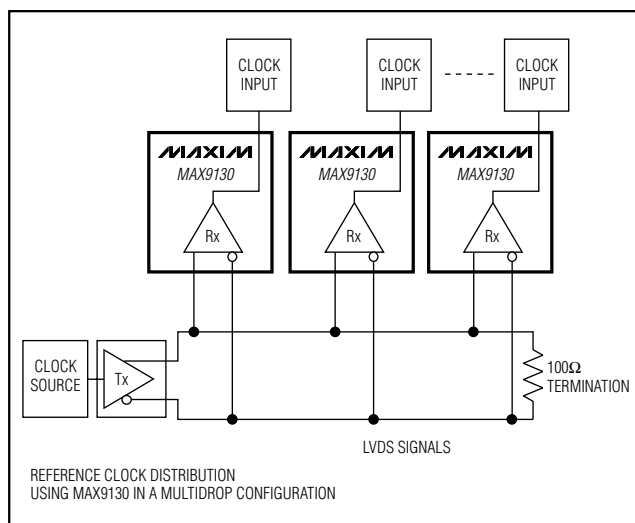 CLOCK
INPUT
CLOCK
INPUT
CLOCK
INPUT
MAXIM
MAX9130
MAXIM
MAX9130
MAXIM
MAX9130
Rx
Rx
Rx
CLOCK
SOURCE
Tx
100Ω
TERMINATION
LVDS SIGNALS
REFERENCE CLOCK DISTRIBUTION
USING MAX9130 IN A MULTIDROP CONFIGURATION